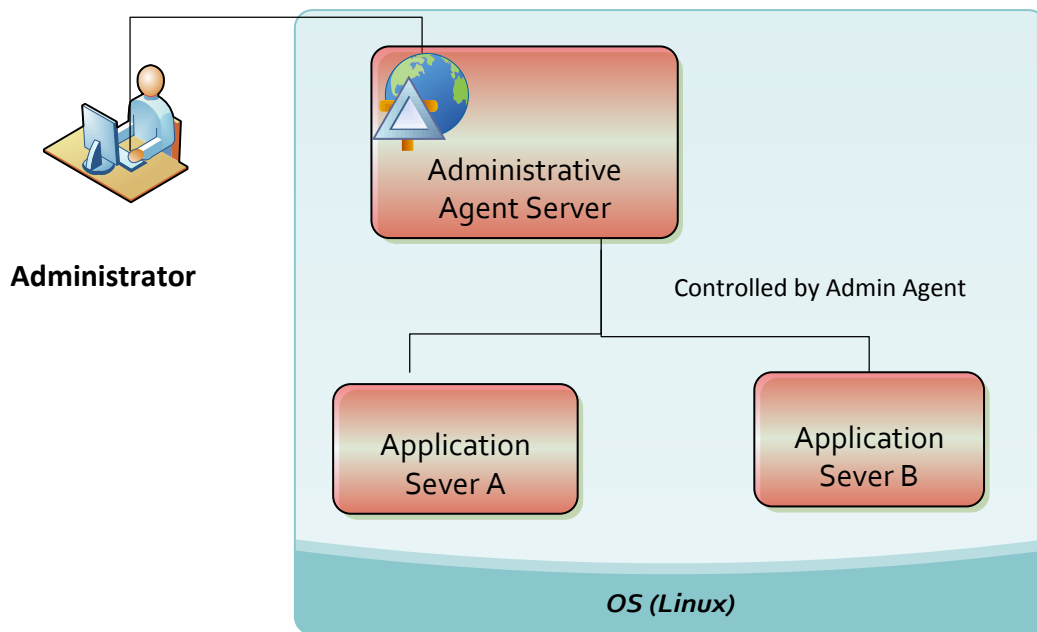 Administrative
Agent Server
Administrator
Controlled by Admin Agent
Application
Sever A
Application
Sever B
OS (Linux)